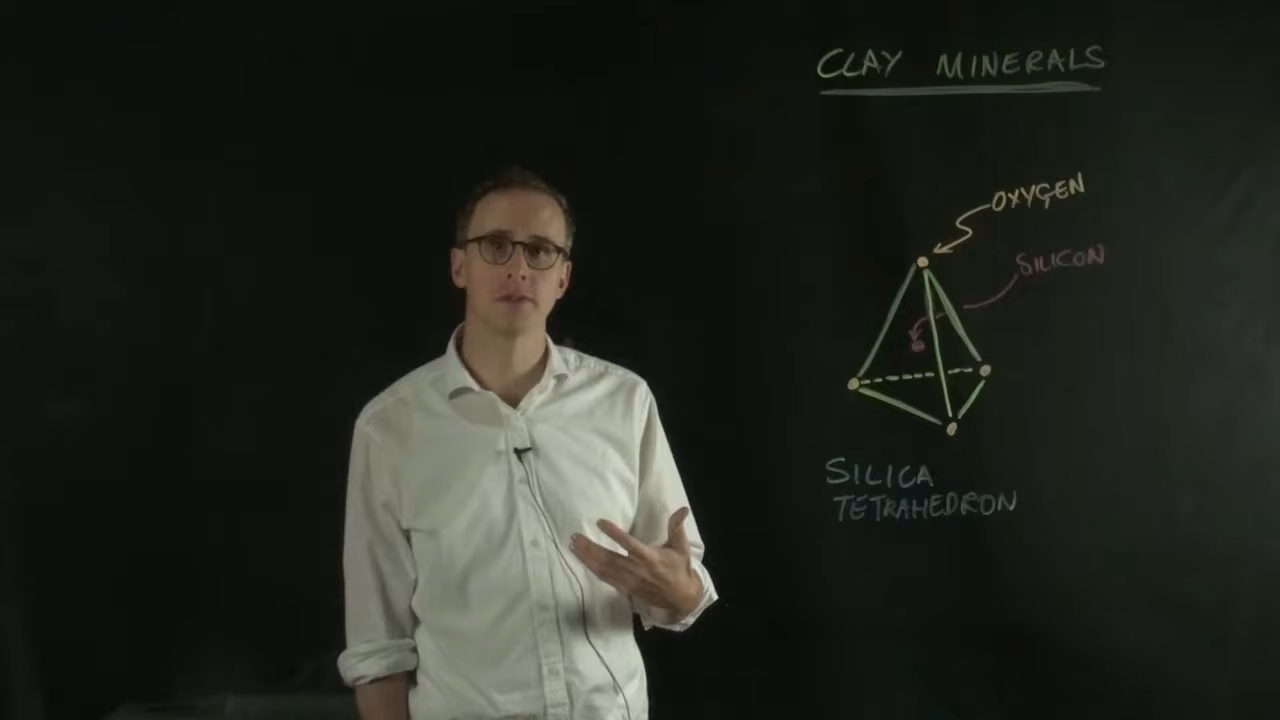 CLAY MINERALS
OXYGEN
SILICON
SILICA
TETRAHEDRON